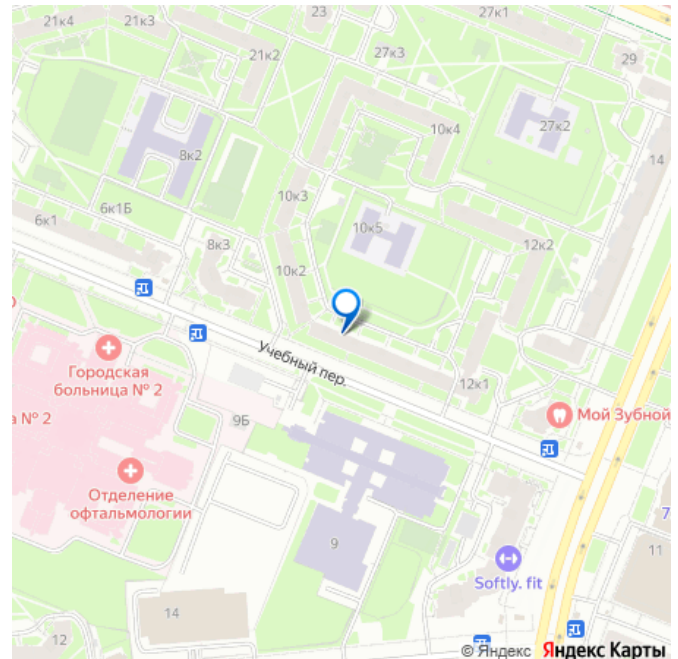 21к4
21к3
23
27к1
21к2
27к3
29
10к4
27к2
8к2
14
10к3
6к1
6к1Б
8к3
10к5
12к2
10к2
Учебный пер.
Городская
больница № 2
а № 2
9Б
12к1
Мой Зубной
Отделение
офтальмологии
9
7
11
Softly. fit
14
12
© Яндекс Яндекс Карты